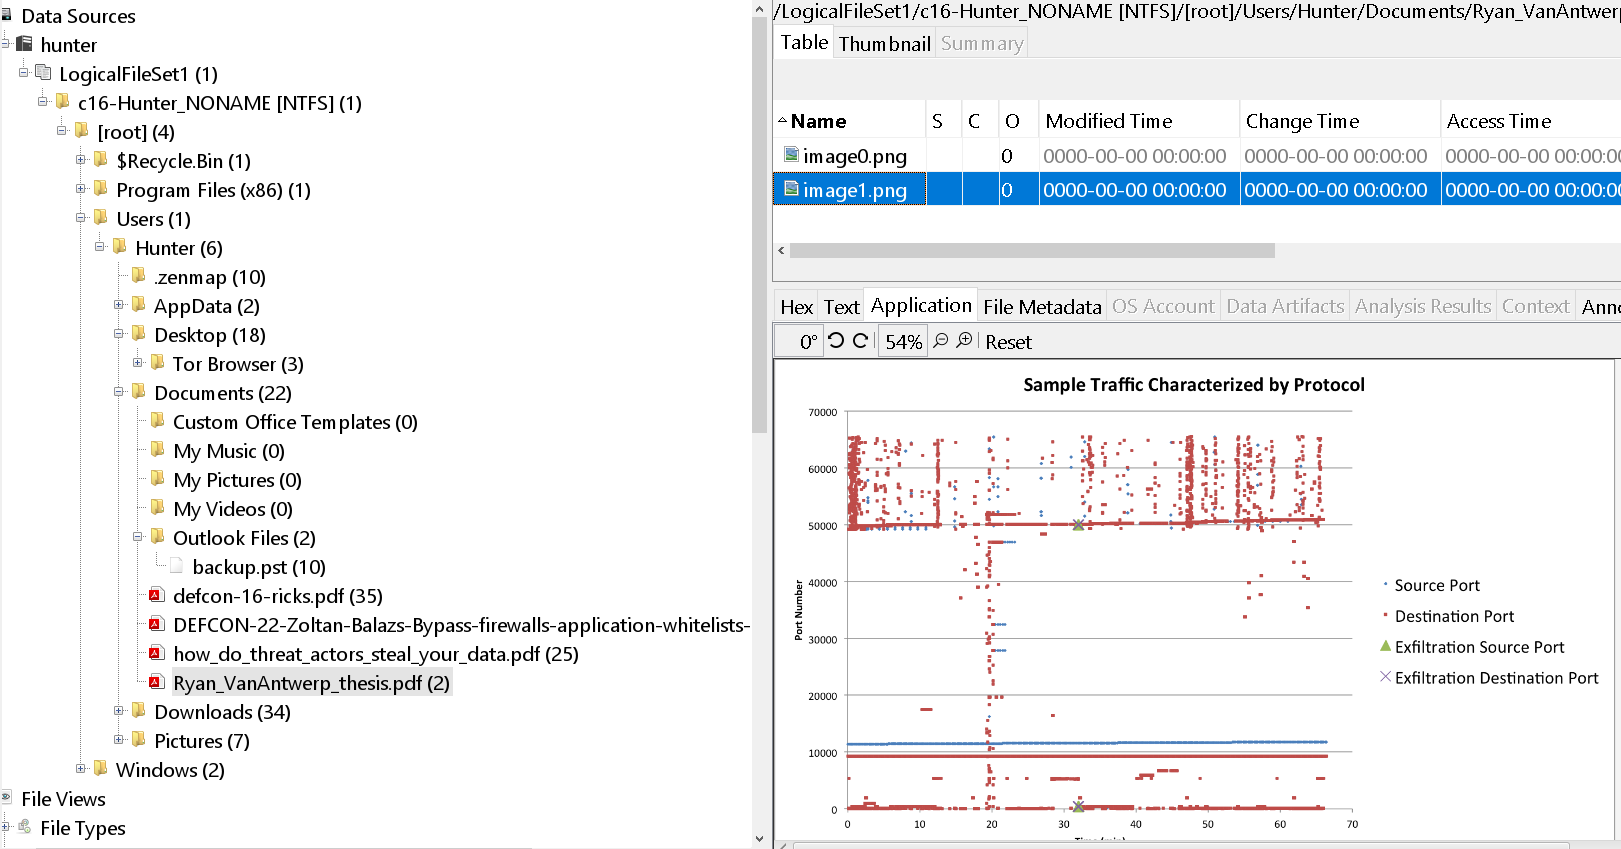 Data Sources
hunter
LogicalFileSet1 (1)
c16-Hunter_NONAME [NTFS] (1)
[root] (4)
$Recycle.Bin (1)
Program Files (x86) (1)
Users (1)
Hunter (6)
.zenmap (10)
AppData (2)
Desktop (18)
Tor Browser (3)
Documents (22)
Custom Office Templates (0)
My Music (0)
My Pictures (0)
My Videos (0)
Outlook Files (2)
backup.pst (10)
defcon-16-ricks.pdf (35)
DEFCON-22-Zoltan-Balazs-Bypass-firewalls-application-whitelists-
how_do_threat_actors_steal_your_data.pdf (25)
Ryan_VanAntwerp_thesis.pdf (2)
Downloads (34)
Pictures (7)
Windows (2)
File Views
File Types
/LogicalFileSet1/c16-Hunter_NONAME [NTFS]/[root]/Users/Hunter/Documents/Ryan_VanAntwerp
Table Thumbnail Summary
Name S C O Modified Time Change Time Access Time
image0.png 0 0000-00-00 00:00:00 0000-00-00 00:00:00 0000-00-00 00:00:00
image1.png 0 0000-00-00 00:00:00 0000-00-00 00:00:00 0000-00-00 00:00:00
Hex Text Application File Metadata OS Account Data Artifacts Analysis Results Context Anno
0° 54% Reset
Sample Traffic Characterized by Protocol
70000
60000
50000
40000
30000
20000
10000
0
Port Number
0 10 20 30 40 50 60 70
Time (min)
Source Port
Destination Port
Exfiltration Source Port
Exfiltration Destination Port